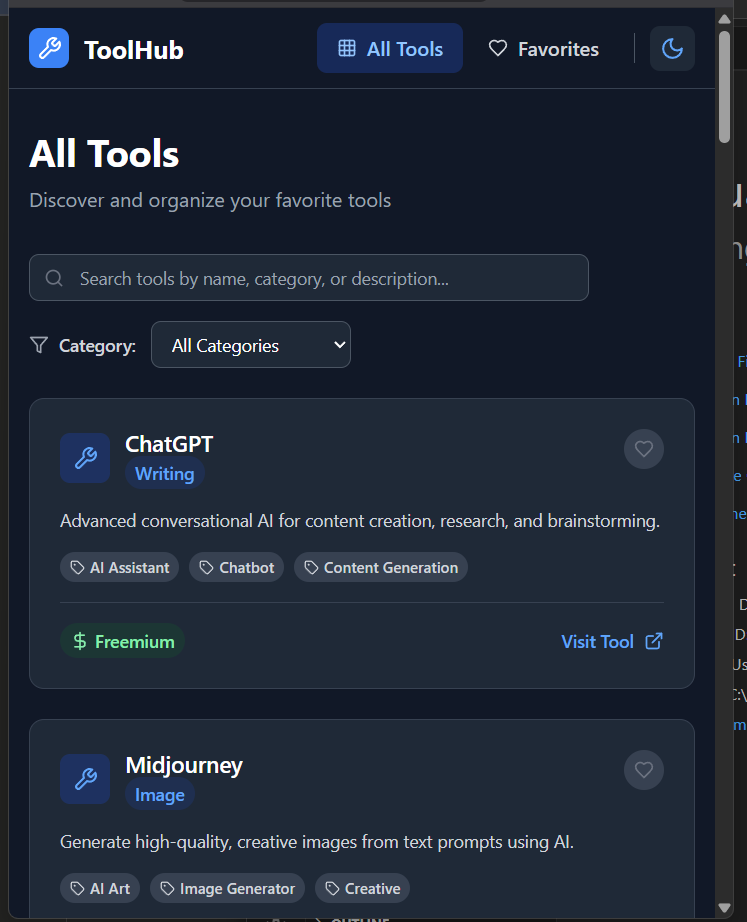 ToolHub
All Tools
Favorites
All Tools
Discover and organize your favorite tools
Search tools by name, category, or description...
Category:
All Categories
ChatGPT
Writing
Advanced conversational AI for content creation, research, and brainstorming.
AI Assistant
Chatbot
Content Generation
$ Freemium
Visit Tool
Midjourney
Image
Generate high-quality, creative images from text prompts using AI.
AI Art
Image Generator
Creative